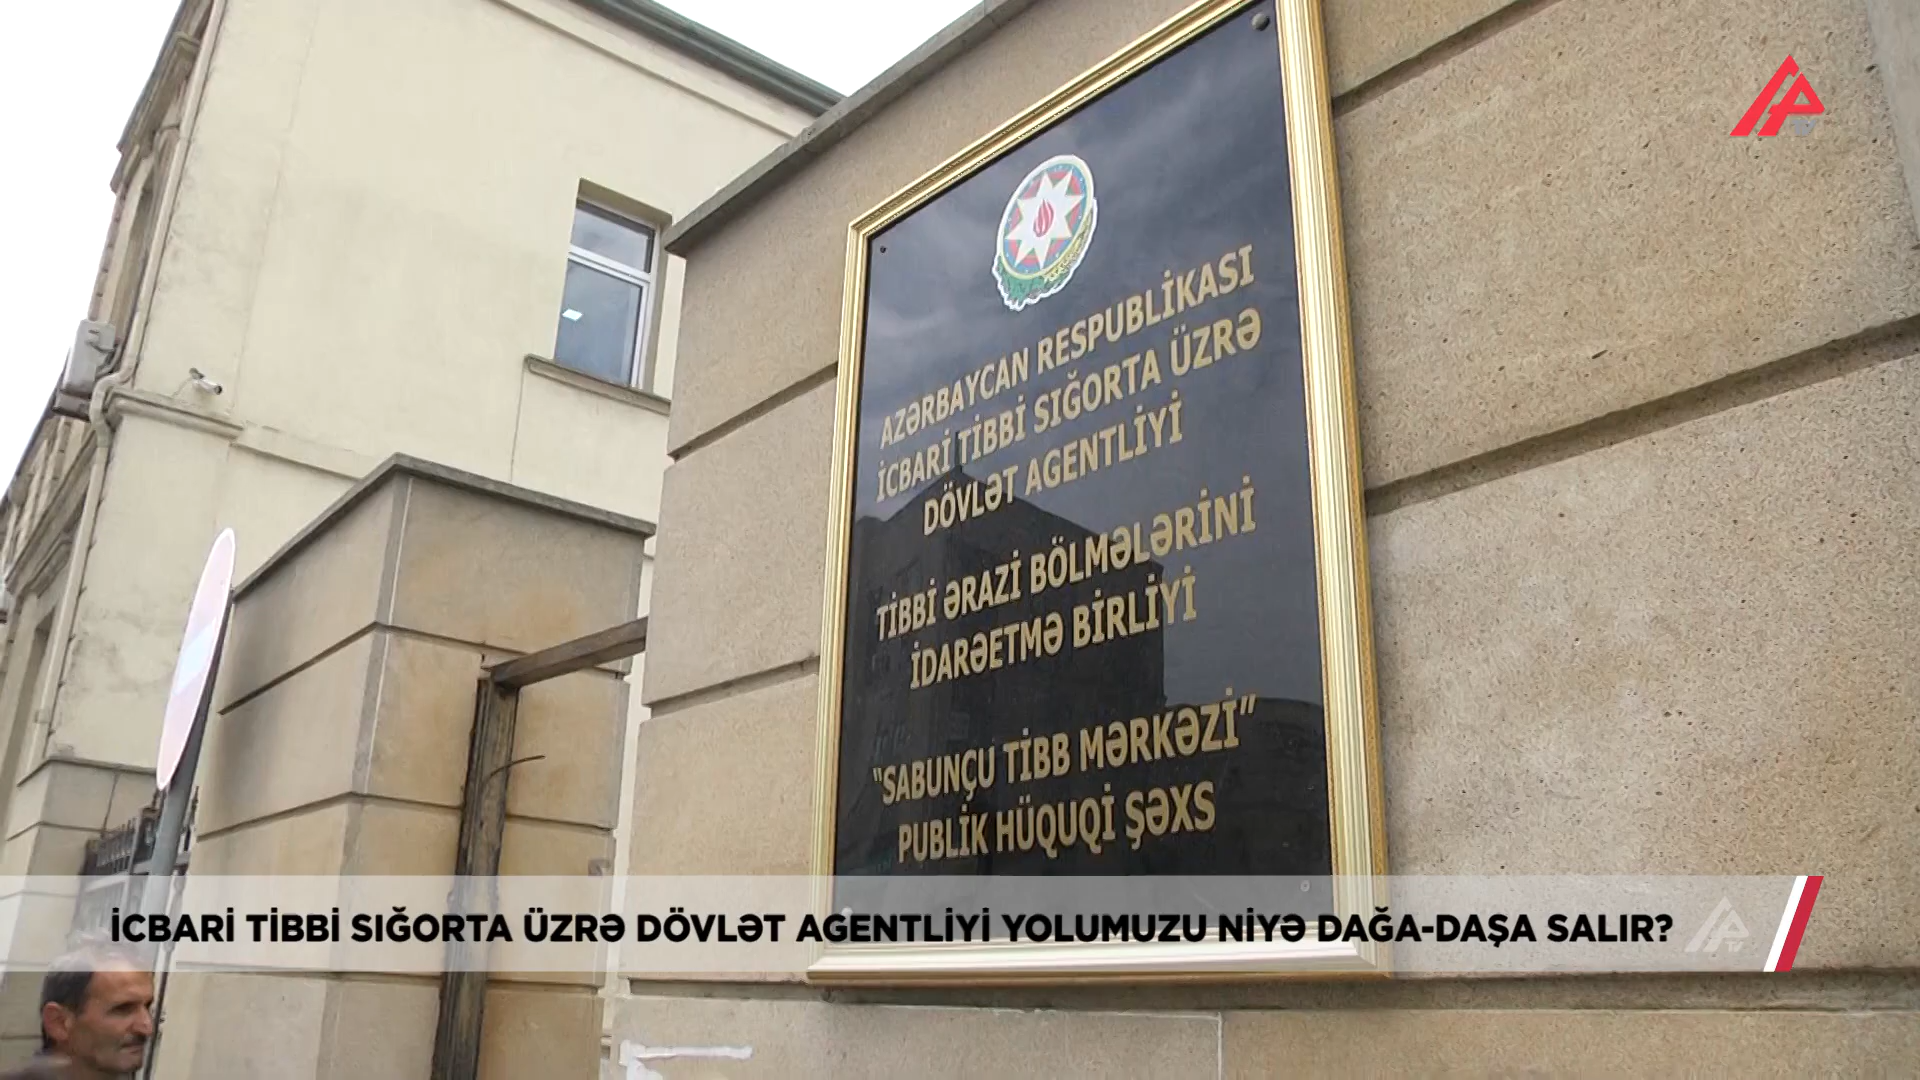 AZƏRBAYCAN RESPUBLİKASI
İCBARİ TİBBİ SIĞORTA ÜZRƏ
DÖVLƏT AGENTLİYİ
TİBBİ ƏRAZİ BÖLMƏLƏRİNİ
İDARƏETMƏ BİRLİYİ
“SABUNÇU TİBB MƏRKƏZİ”
PUBLİK HÜQUQİ ŞƏXS
İCBARİ TİBBİ SIĞORTA ÜZRƏ DÖVLƏT AGENTLİYİ YOLUMUZU NİYƏ DAĞA-DAŞA SALIR?